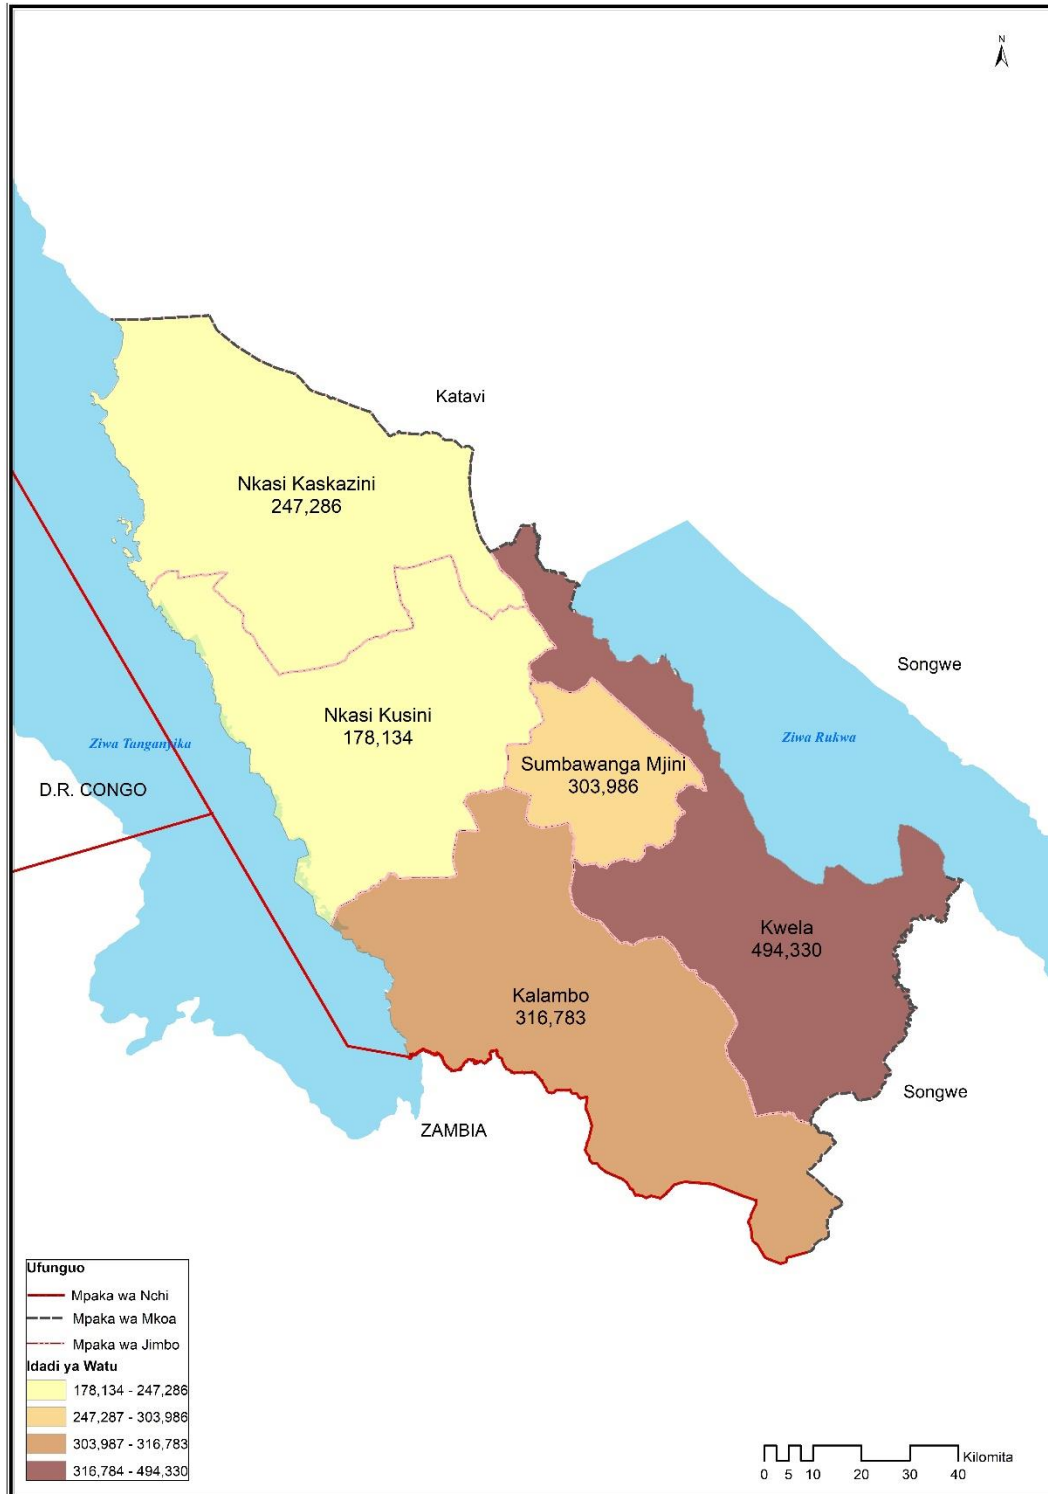 N
Katavi
Nkasi Kaskazini
247,286
Songwe
Nkasi Kusini
178,134
Ziwa Tanganyika
Ziwa Rukwa
Sumbawanga Mjini
303,986
D.R. CONGO
Kwela
494,330
Kalambo
316,783
Songwe
ZAMBIA
Ufunguo
Mpaka wa Nchi
Mpaka wa Mkoa
Mpaka wa Jimbo
Idadi ya Watu
178,134 - 247,286
247,287 - 303,986
303,987 - 316,783
316,784 - 494,330
Kilomita
0 5 10 20 30 40